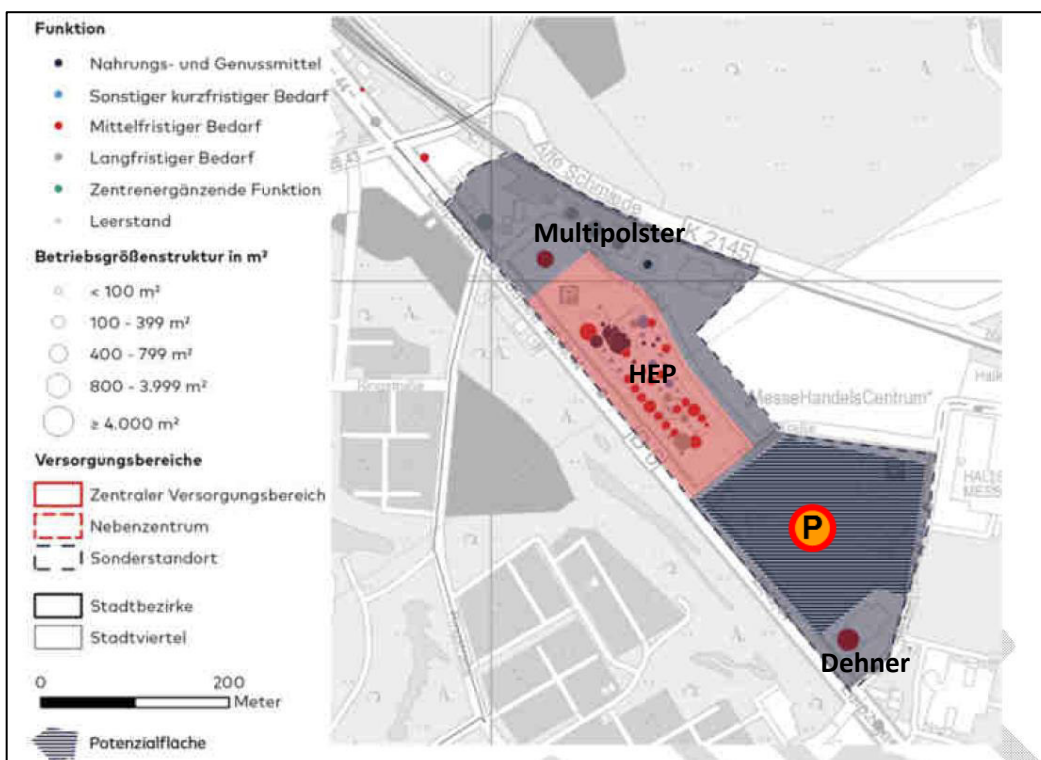 Funktion
Nahrungs- und Genussmittel
Sonstiger kurzfristiger Bedarf
Mittelfristiger Bedarf
Langfristiger Bedarf
Zentrenergänzende Funktion
Leerstand
Betriebsgrößenstruktur in m²
< 100 m²
100 - 399 m²
400 - 799 m²
800 - 3.999 m²
≥ 4.000 m²
Versorgungsbereiche
Zentraler Versorgungsbereich
Nebenzentrum
Sonderstandort
Stadtbezirke
Stadtviertel
0 200
Meter
Potenzialfläche
Alte Schmiede
K 2145
Multipolster
HEP
MesseHandelsCentrum"
Ringstraße
P
Dehner